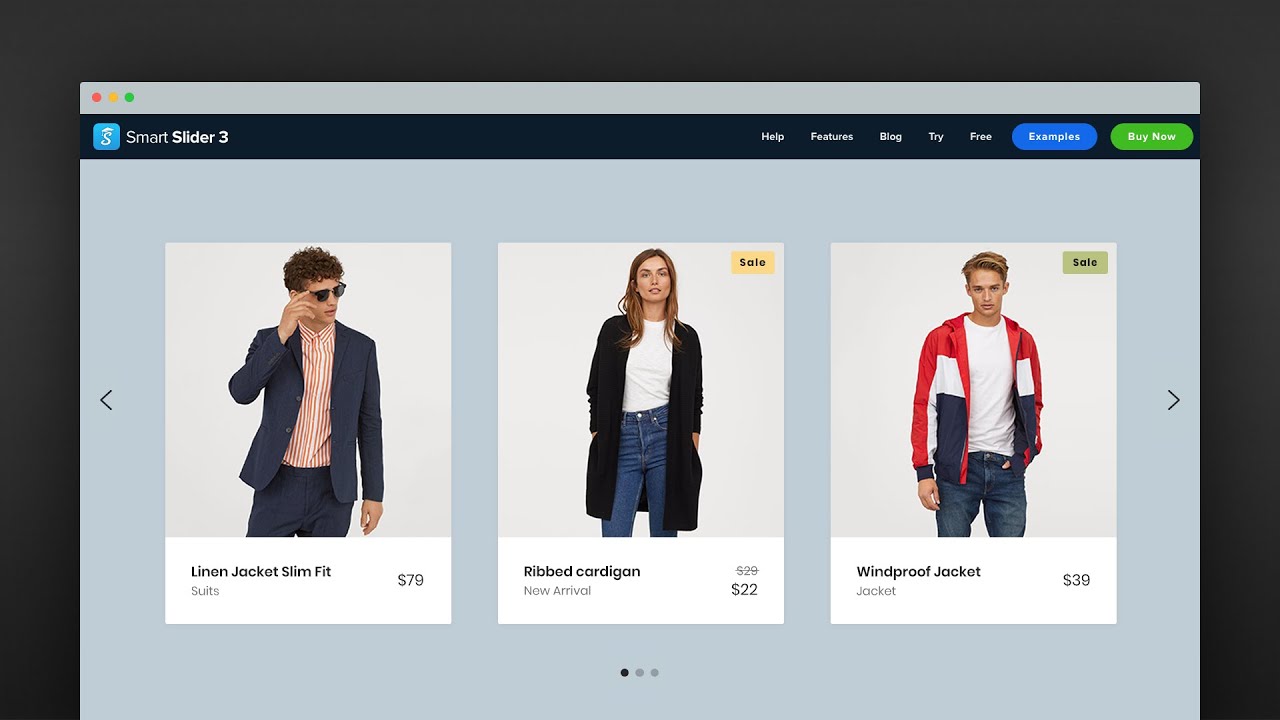 Smart Slider 3
Help
Features
Blog
Try
Free
Examples
Buy Now
Linen Jacket Slim Fit
Suits
$79
Sale
Ribbed cardigan
New Arrival
$29
$22
Sale
Windproof Jacket
Jacket
$39